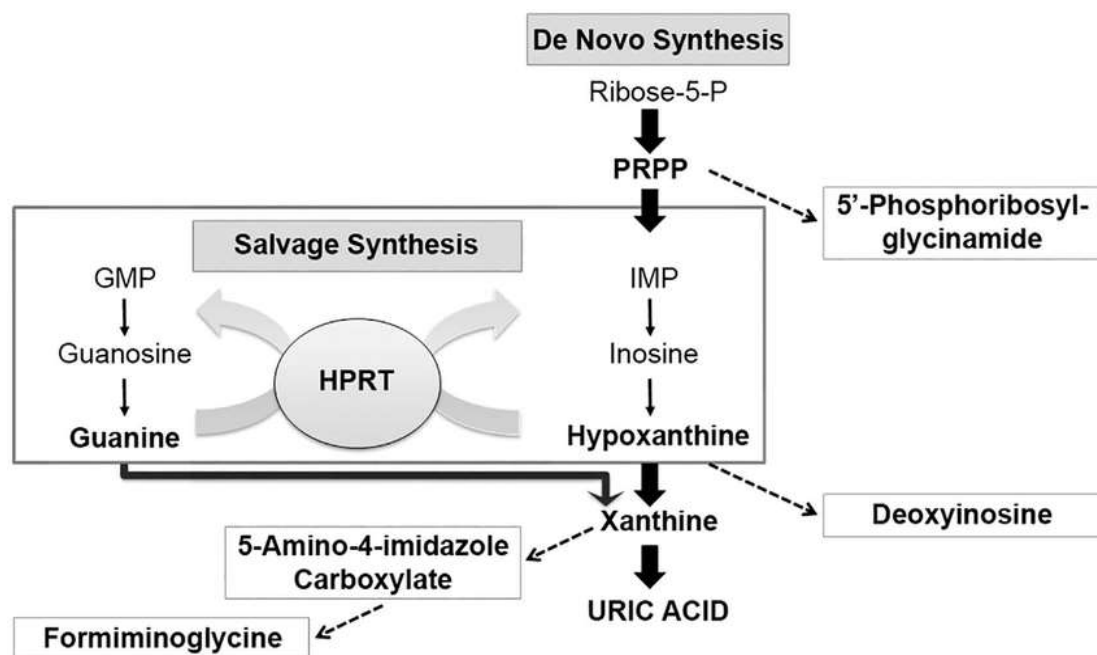 De Novo Synthesis
Ribose-5-P
PRPP
5’-Phosphoribosyl-
glycinamide
Salvage Synthesis
GMP
IMP
Guanosine
HPRT
Inosine
Guanine
Hypoxanthine
Xanthine
Deoxyinosine
5-Amino-4-imidazole
Carboxylate
URIC ACID
Formiminoglycine